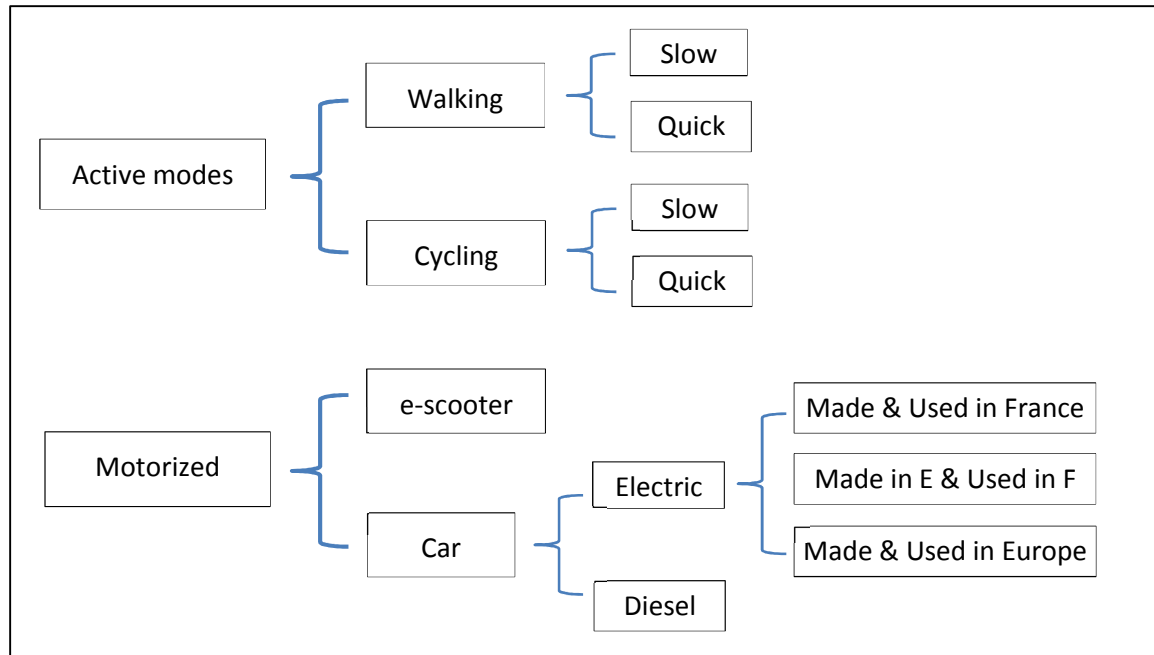 Active modes
Walking
Slow
Quick
Cycling
Slow
Quick
Motorized
e-scooter
Car
Electric
Made & Used in France
Made in E & Used in F
Made & Used in Europe
Diesel